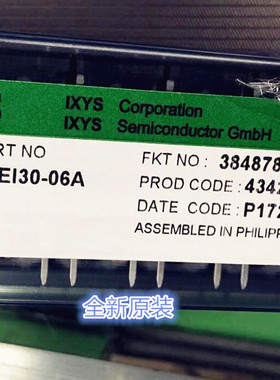 IXYS Corporation
IXYS Semiconductor GmbH
RT NO
EI30-06A
FKT NO : 384878
PROD CODE : 4342
DATE CODE : P172
ASSEMBLED IN PHILIPP
全新原装